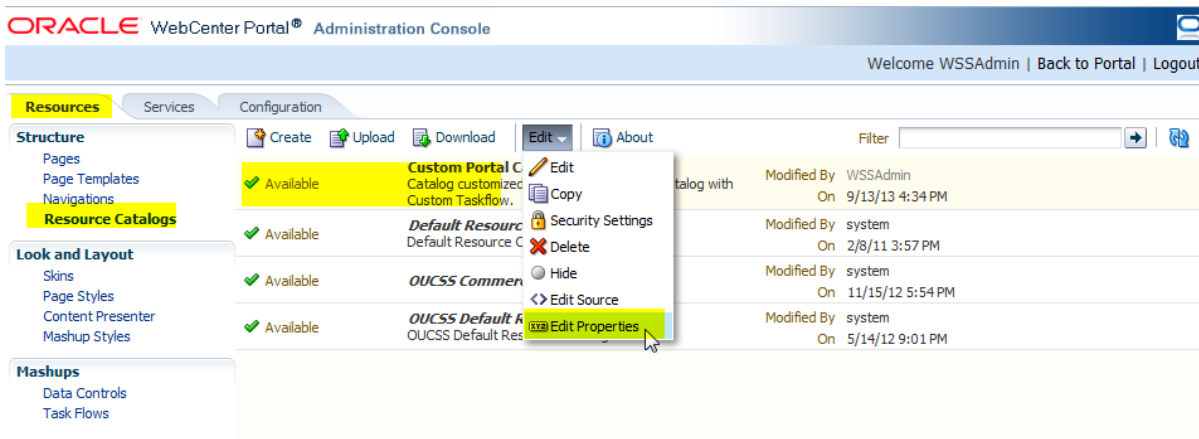 ORACLE WebCenter Portal® Administration Console
Welcome WSSAdmin | Back to Portal | Logout
Resources Services Configuration
Structure
Pages
Page Templates
Navigations
Resource Catalogs
Look and Layout
Skins
Page Styles
Content Presenter
Mashup Styles
Mashups
Data Controls
Task Flows
Create Upload Download Edit About Filter
Available Custom Portal C
Catalog customized talog with
Custom Taskflow.
Modified By WSSAdmin
On 9/13/13 4:34 PM
Available Default Resourc
Default Resource C
Modified By system
On 2/8/11 3:57 PM
Available OUCSS Commer
Modified By system
On 11/15/12 5:54 PM
Available OUCSS Default R
OUCSS Default Res
Modified By system
On 5/14/12 9:01 PM
Edit
Copy
Security Settings
Delete
Hide
Edit Source
XYZ Edit Properties